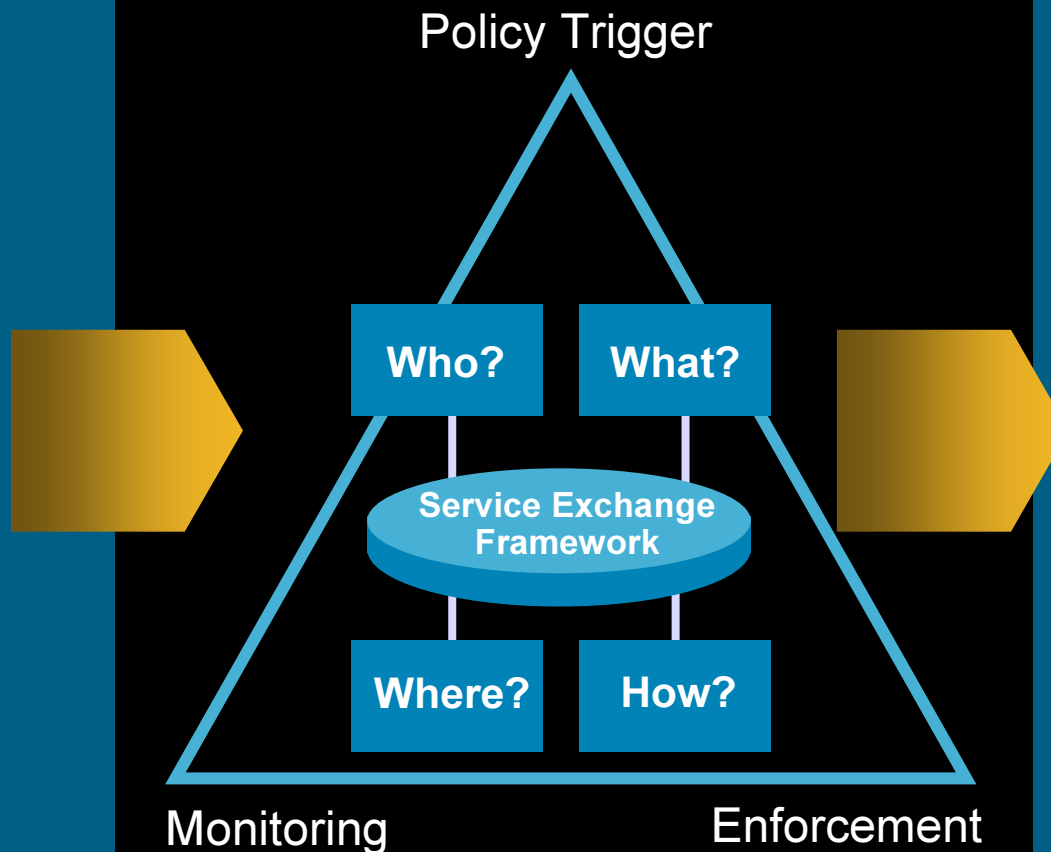 Policy Trigger
Who?
What?
Service Exchange
Framework
Where?
How?
Monitoring
Enforcement